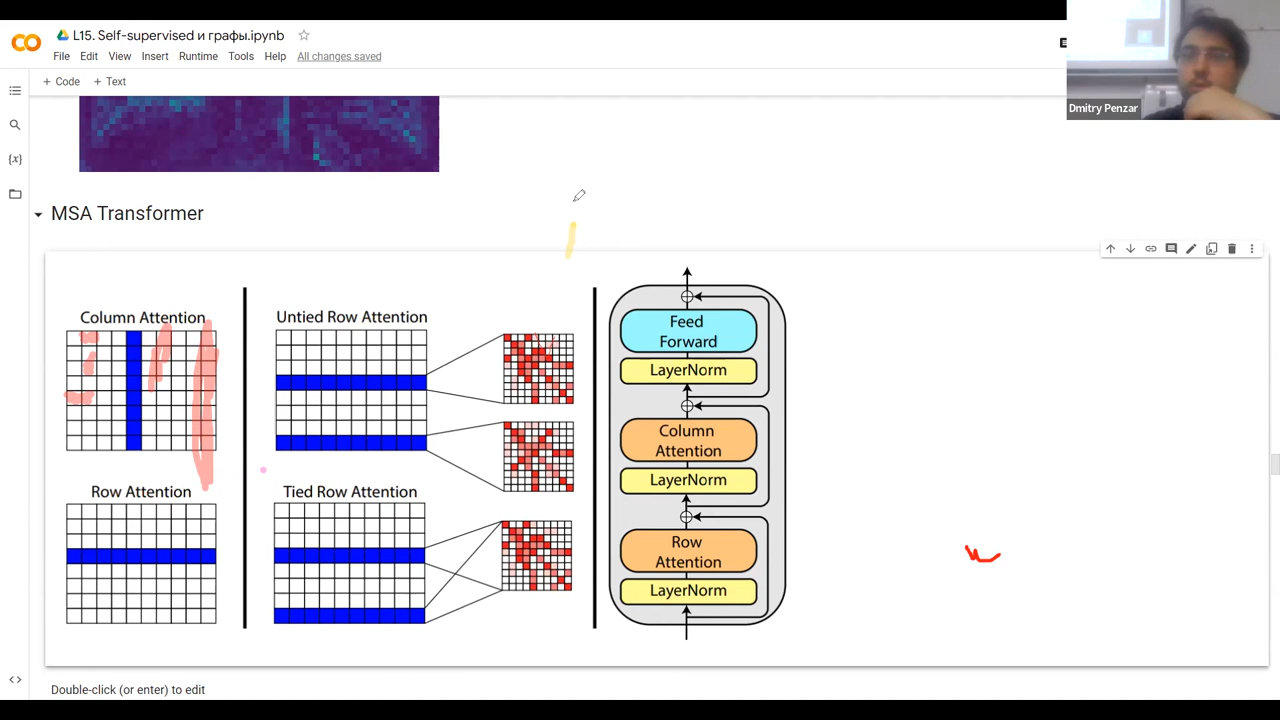 L15. Self-supervised и графы.ipynb
File Edit View Insert Runtime Tools Help All changes saved
+ Code + Text
Dmitry Penzar
{x}
MSA Transformer
Column Attention
Row Attention
Untied Row Attention
Tied Row Attention
Feed
Forward
LayerNorm
Column
Attention
LayerNorm
Row
Attention
LayerNorm
Double-click (or enter) to edit